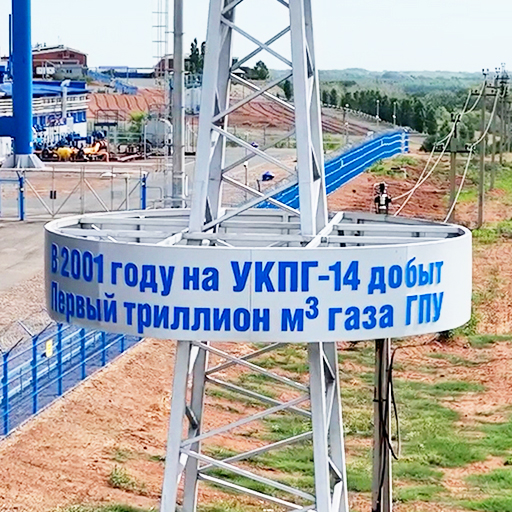 В 2001 году на УКПГ-14 добыт
Первый триллион м³ газа ГПУ